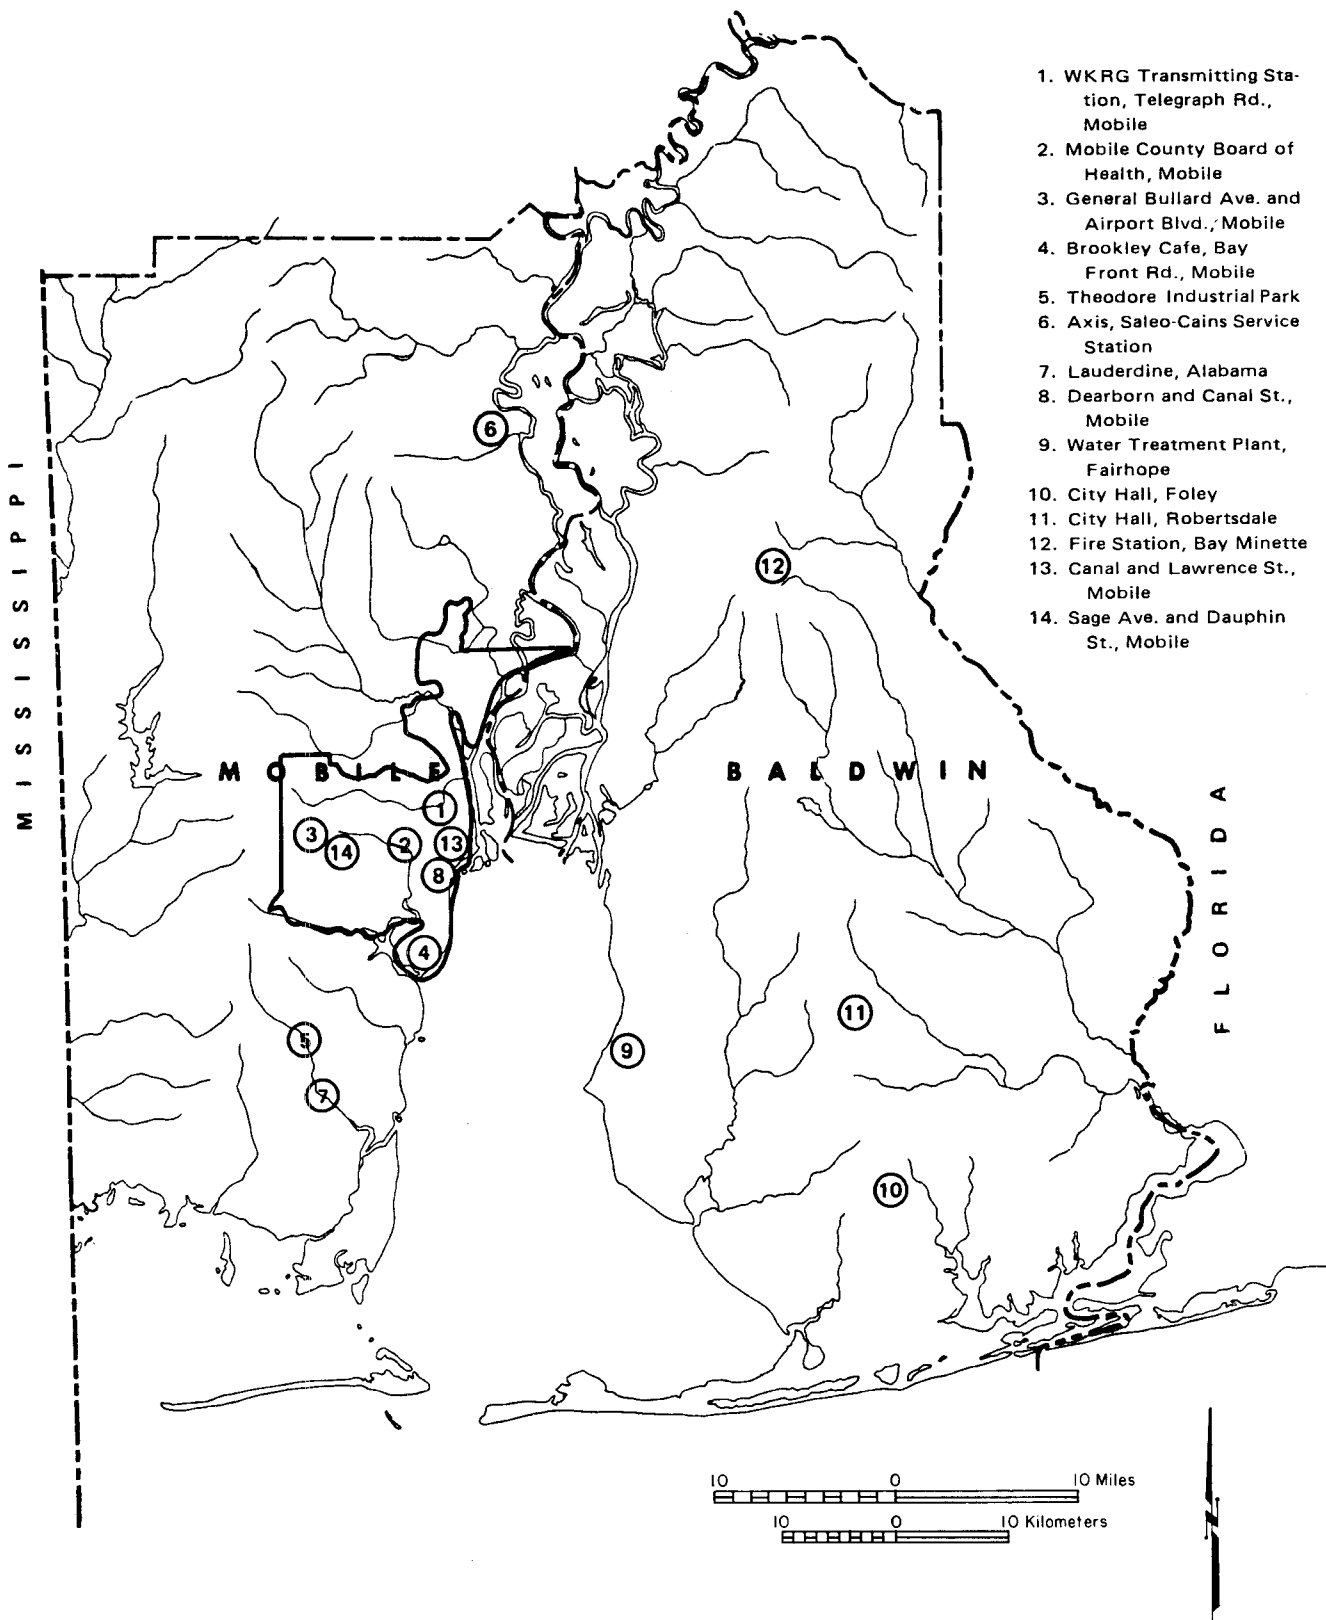 1. WKRG Transmitting Sta-
tion, Telegraph Rd.,
Mobile
2. Mobile County Board of
Health, Mobile
3. General Bullard Ave. and
Airport Blvd., Mobile
4. Brookley Cafe, Bay
Front Rd., Mobile
5. Theodore Industrial Park
6. Axis, Saleo-Cains Service
Station
7. Lauderdine, Alabama
8. Dearborn and Canal St.,
Mobile
9. Water Treatment Plant,
Fairhope
10. City Hall, Foley
11. City Hall, Robertsdale
12. Fire Station, Bay Minette
13. Canal and Lawrence St.,
Mobile
14. Sage Ave. and Dauphin
St., Mobile
MISSISSIPPI
6
12
MOBILE
BALDWIN
FLORIDA
1
3
14
2
13
8
4
11
5
9
7
10
10 0 10 Miles
10 0 10 Kilometers
N